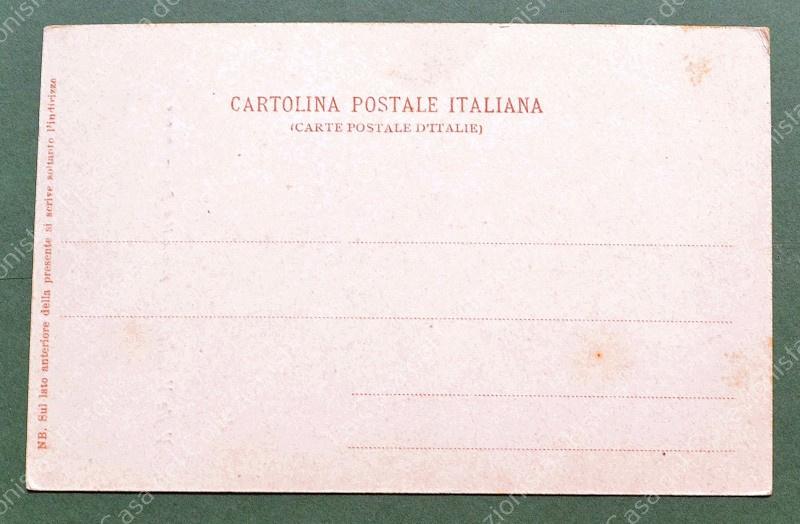 CARTOLINA POSTALE ITALIANA
(CARTE POSTALE D'ITALIE)
NB. Sul lato anteriore della presente si scrive soltanto l'indirizzo